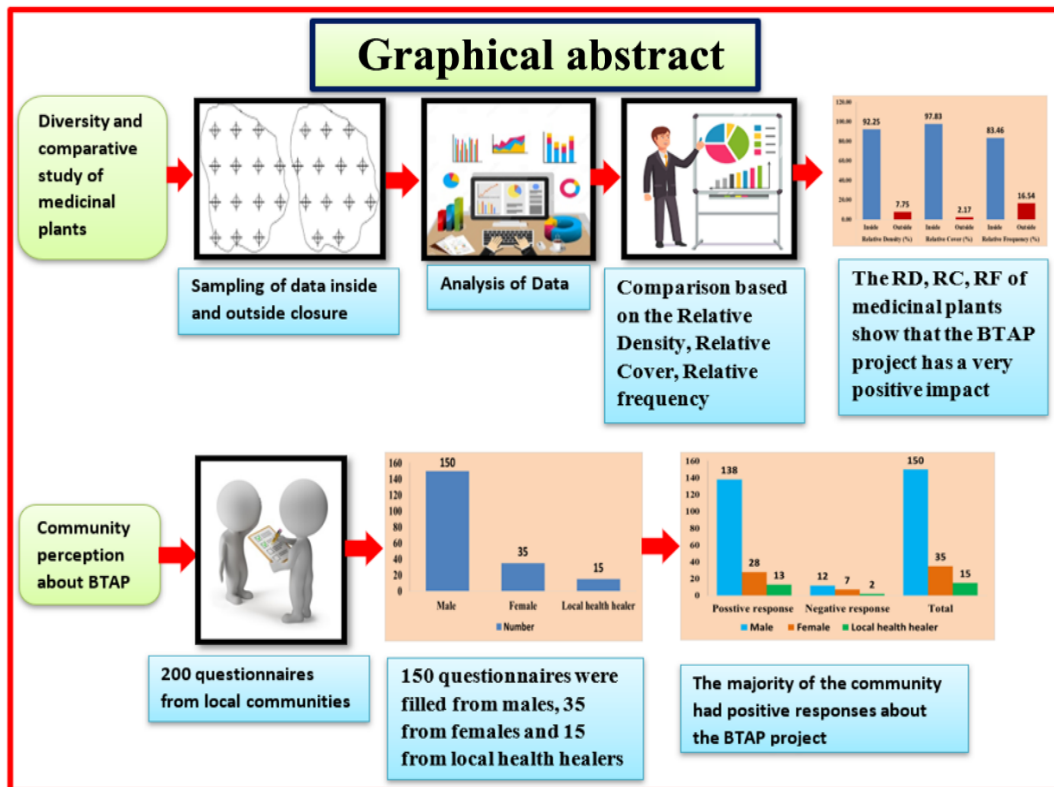 Graphical abstract
Diversity and
comparative
study of
medicinal
plants
Sampling of data inside
and outside closure
Analysis of Data
Comparison based
on the Relative
Density, Relative
Cover, Relative
frequency
120.00
100.00
80.00
60.00
40.00
20.00
0.00
92.25
7.75
97.83
2.17
83.46
16.54
Inside Outside Inside Outside Inside Outside
Relative Density (%) Relative Cover (%) Relative Frequency (%)
The RD, RC, RF of
medicinal plants
show that the BTAP
project has a very
positive impact
Community
perception
about BTAP
200 questionnaires
from local communities
160
140
120
100
80
60
40
20
0
150
35
15
Male Female Local health healer
Number
150 questionnaires were
filled from males, 35
from females and 15
from local health healers
160
140
120
100
80
60
40
20
0
138
28
13
12
7
2
150
35
15
Posstive response Negative response Total
Male Female Local health healer
The majority of the community
had positive responses about
the BTAP project